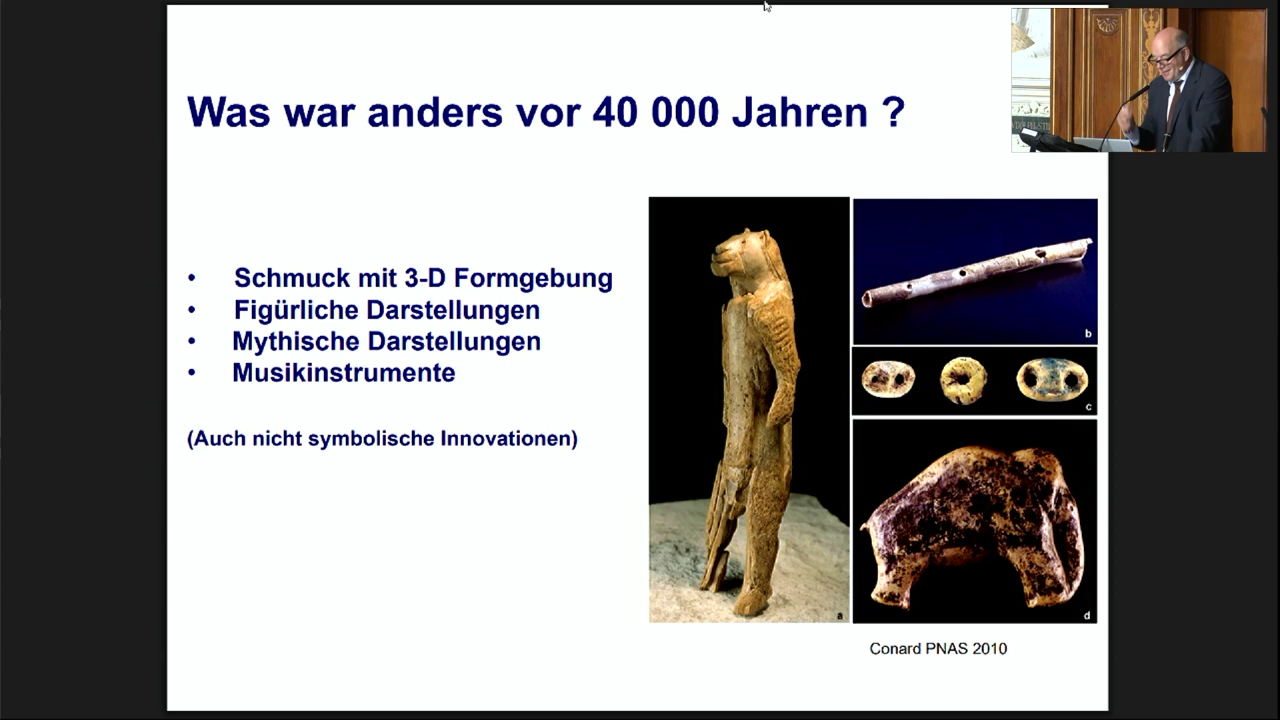 Was war anders vor 40 000 Jahren ?
• Schmuck mit 3-D Formgebung
• Figürliche Darstellungen
• Mythische Darstellungen
• Musikinstrumente
(Auch nicht symbolische Innovationen)
a
b
c
d
Conard PNAS 2010